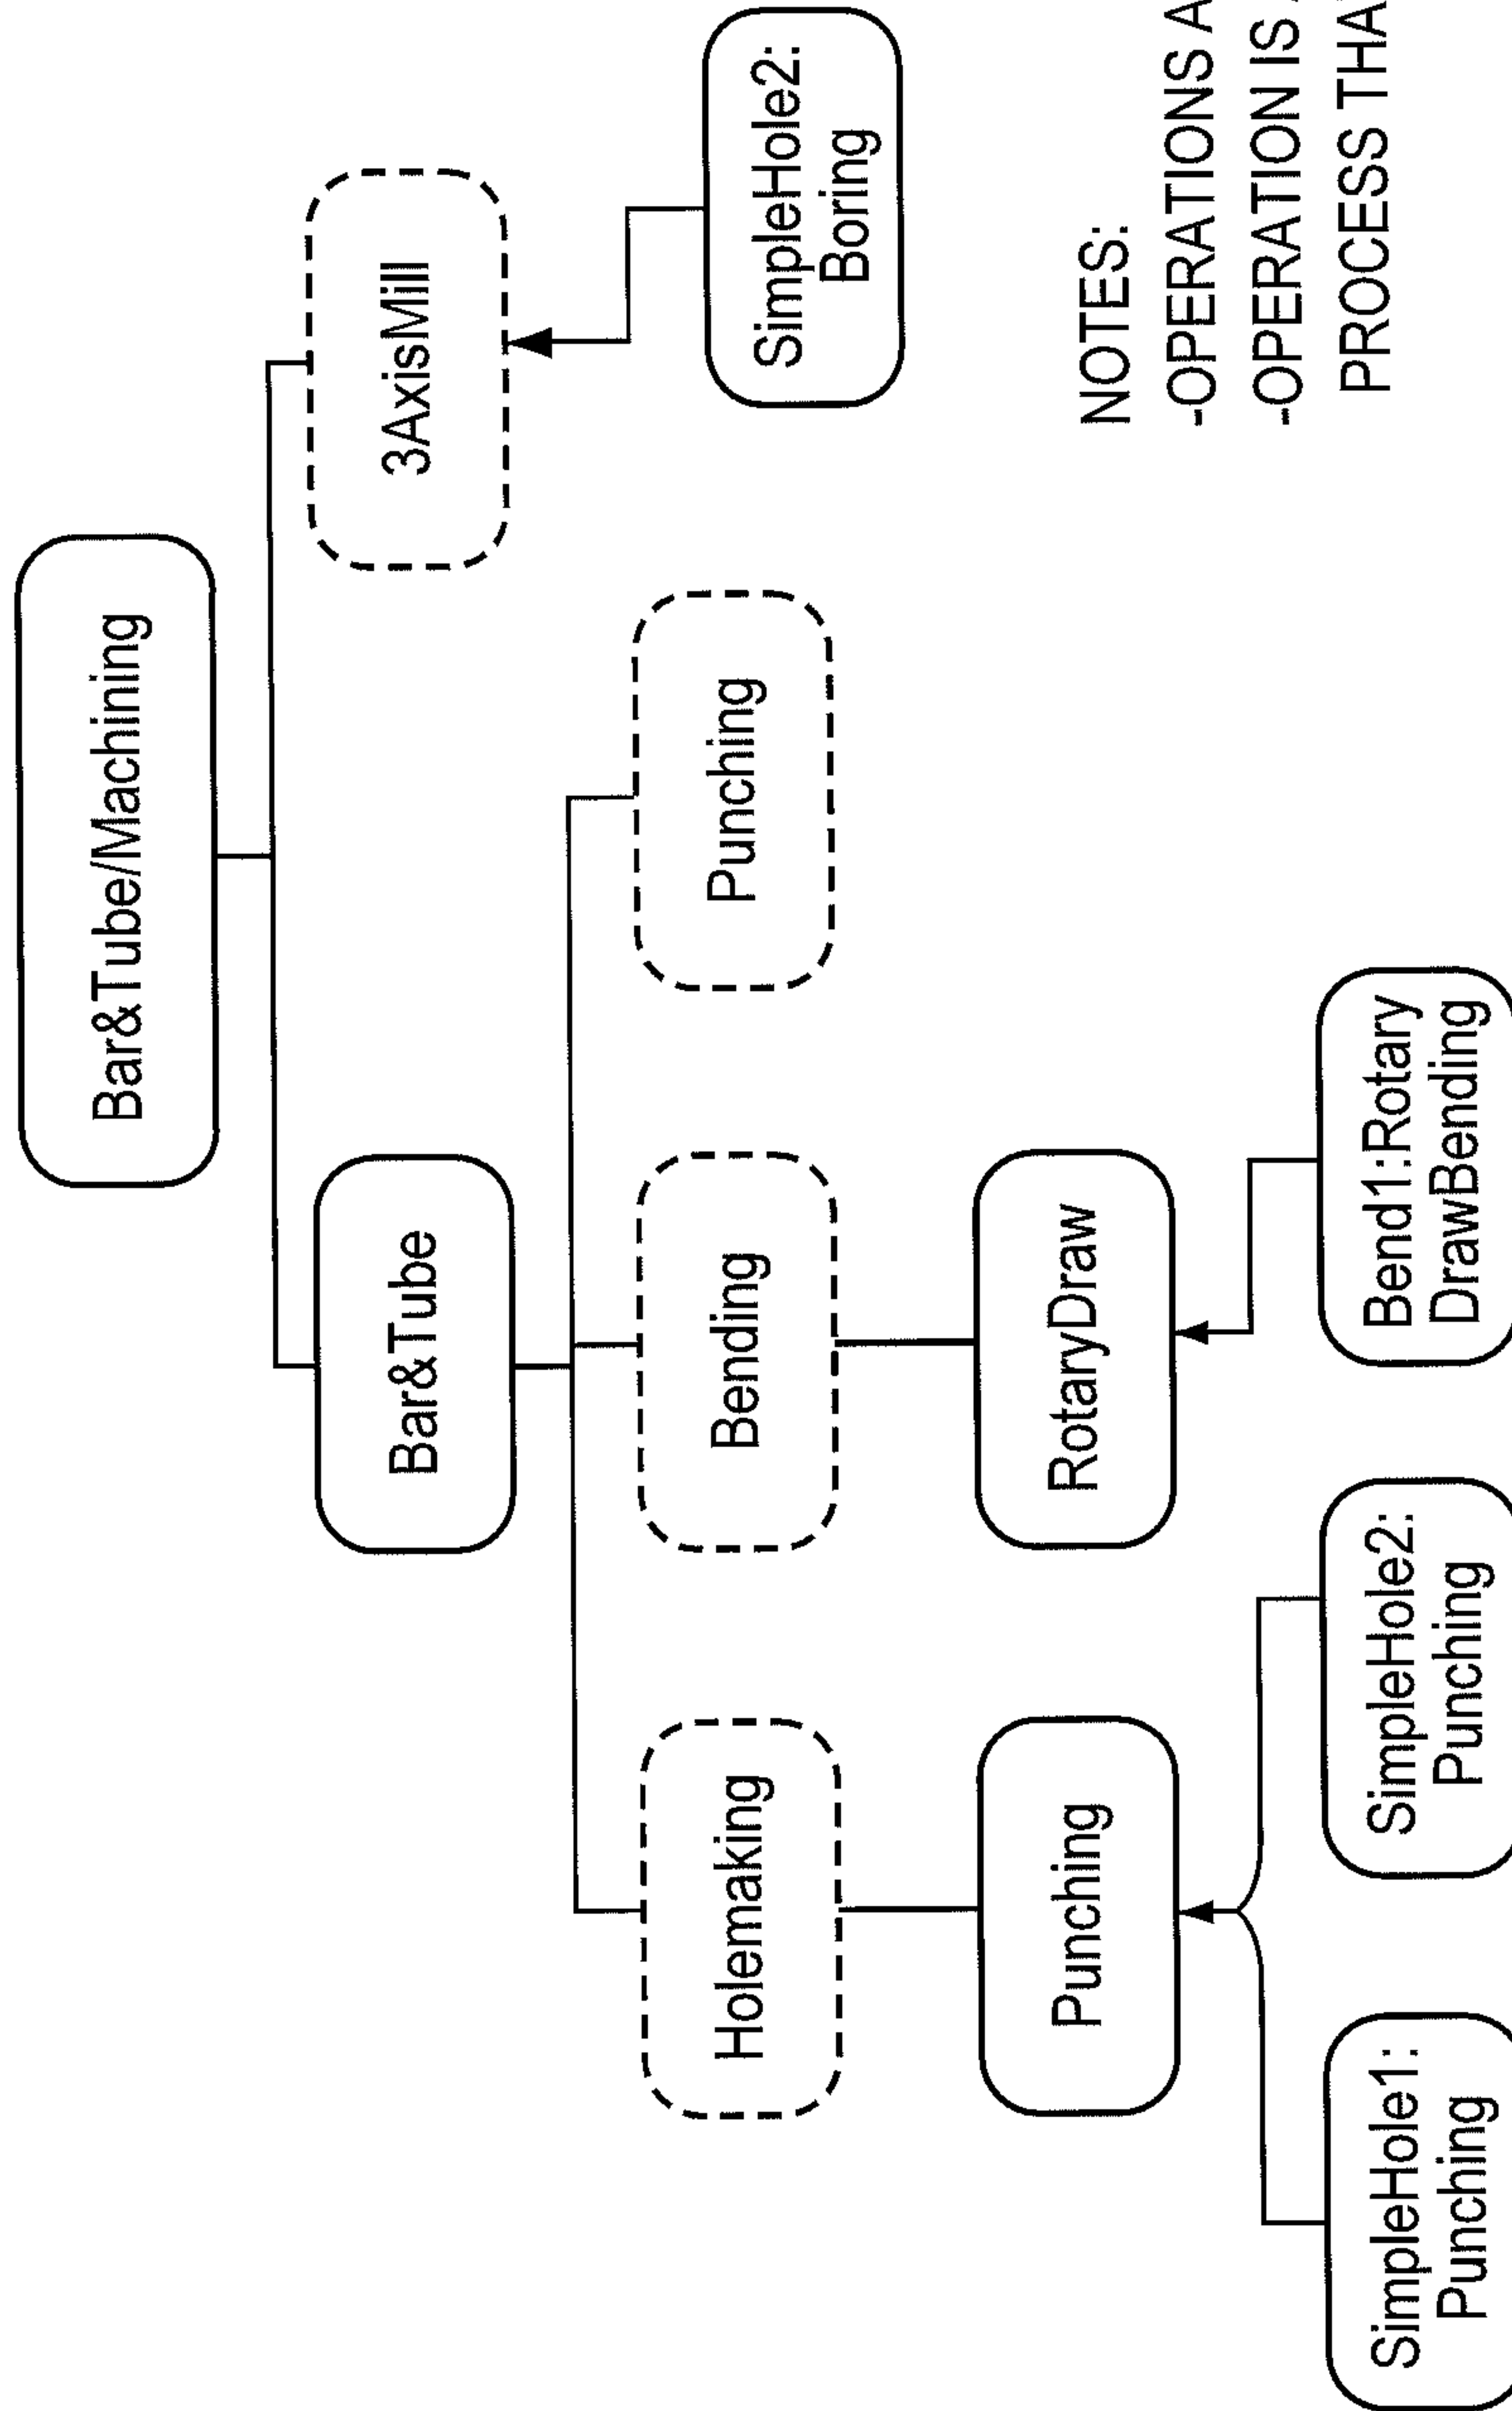 Bar&Tube/Machining
Bar&Tube
3AxisMill
Holemaking
Bending
Punching
SimpleHole2:
Boring
Punching
RotaryDraw
SimpleHole1:
Punching
SimpleHole2:
Punching
Bend1:Rotary
DrawBending
NOTES:
-OPERATIONS A
-OPERATION IS
PROCESS THA